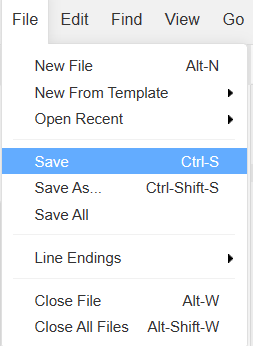 File Edit Find View Go
New File Alt-N
New From Template
Open Recent
Save Ctrl-S
Save As... Ctrl-Shift-S
Save All
Line Endings
Close File Alt-W
Close All Files Alt-Shift-W